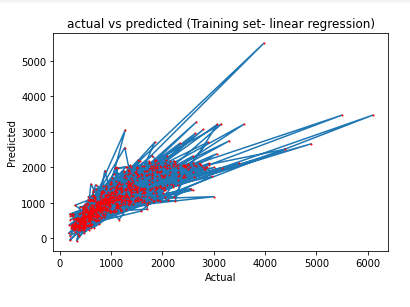 actual vs predicted (Training set- linear regression)
5000
4000
3000
2000
1000
0
Predicted
0 1000 2000 3000 4000 5000 6000
Actual